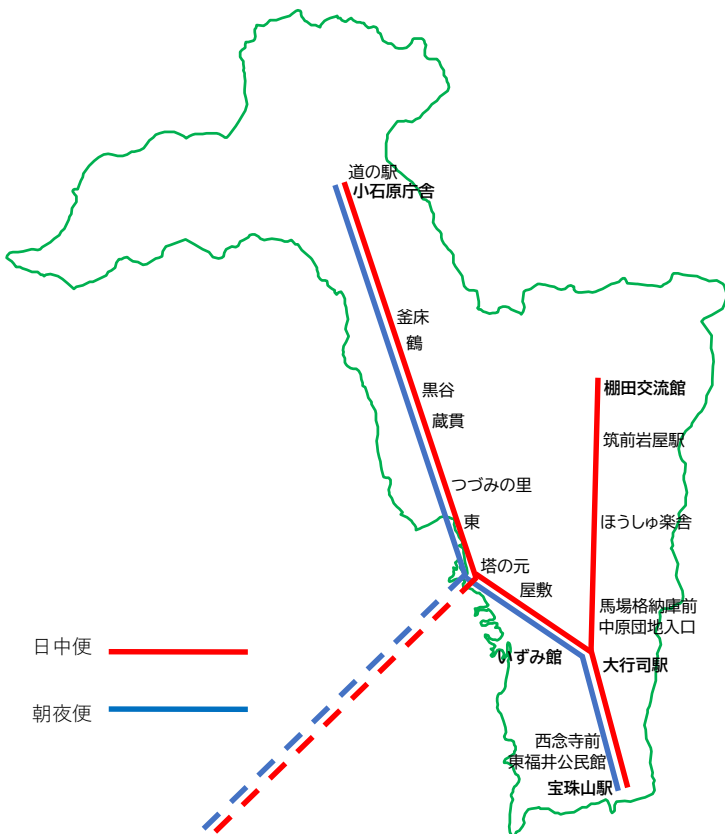 道の駅
小石原庁舎
釜床
鶴
黒谷
蔵貫
つづみの里
東
塔の元
屋敷
いずみ館
棚田交流館
筑前岩屋駅
ほうしゅ楽舎
馬場格納庫前
中原団地入口
大行司駅
西念寺前
東福井公民館
宝珠山駅
日中便
朝夜便